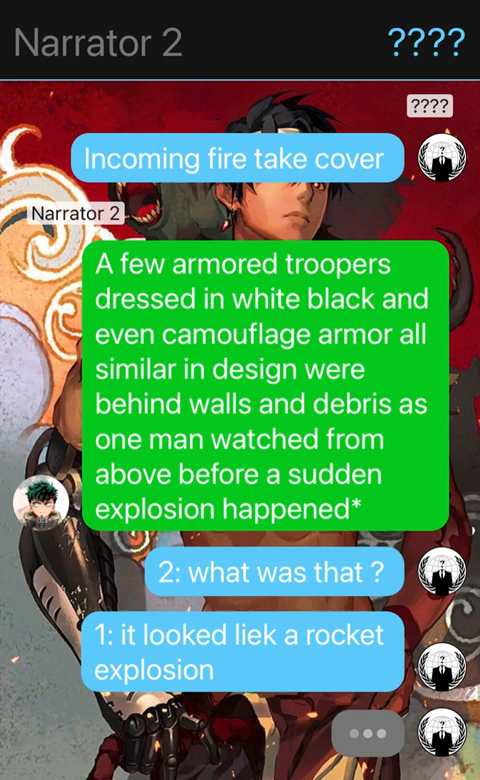 Narrator 2
????
????
Incoming fire take cover
Narrator 2
A few armored troopers
dressed in white black and
even camouflage armor all
similar in design were
behind walls and debris as
one man watched from
above before a sudden
explosion happened*
2: what was that ?
1: it looked liek a rocket
explosion